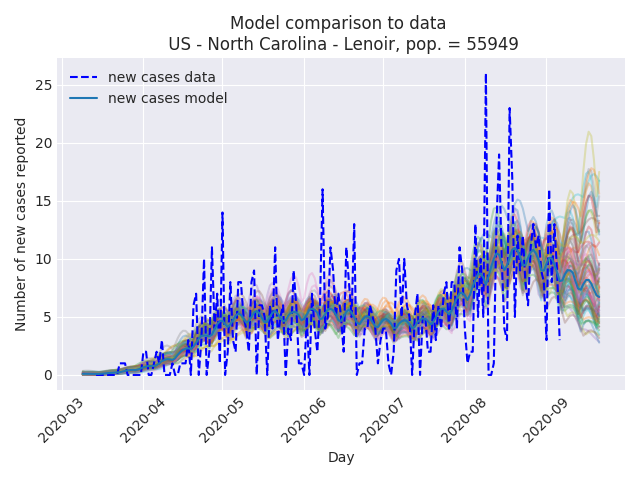 Model comparison to data
US - North Carolina - Lenoir, pop. = 55949
new cases data
new cases model
Number of new cases reported
25
20
15
10
5
0
2020-03
2020-04
2020-05
2020-06
2020-07
2020-08
2020-09
Day